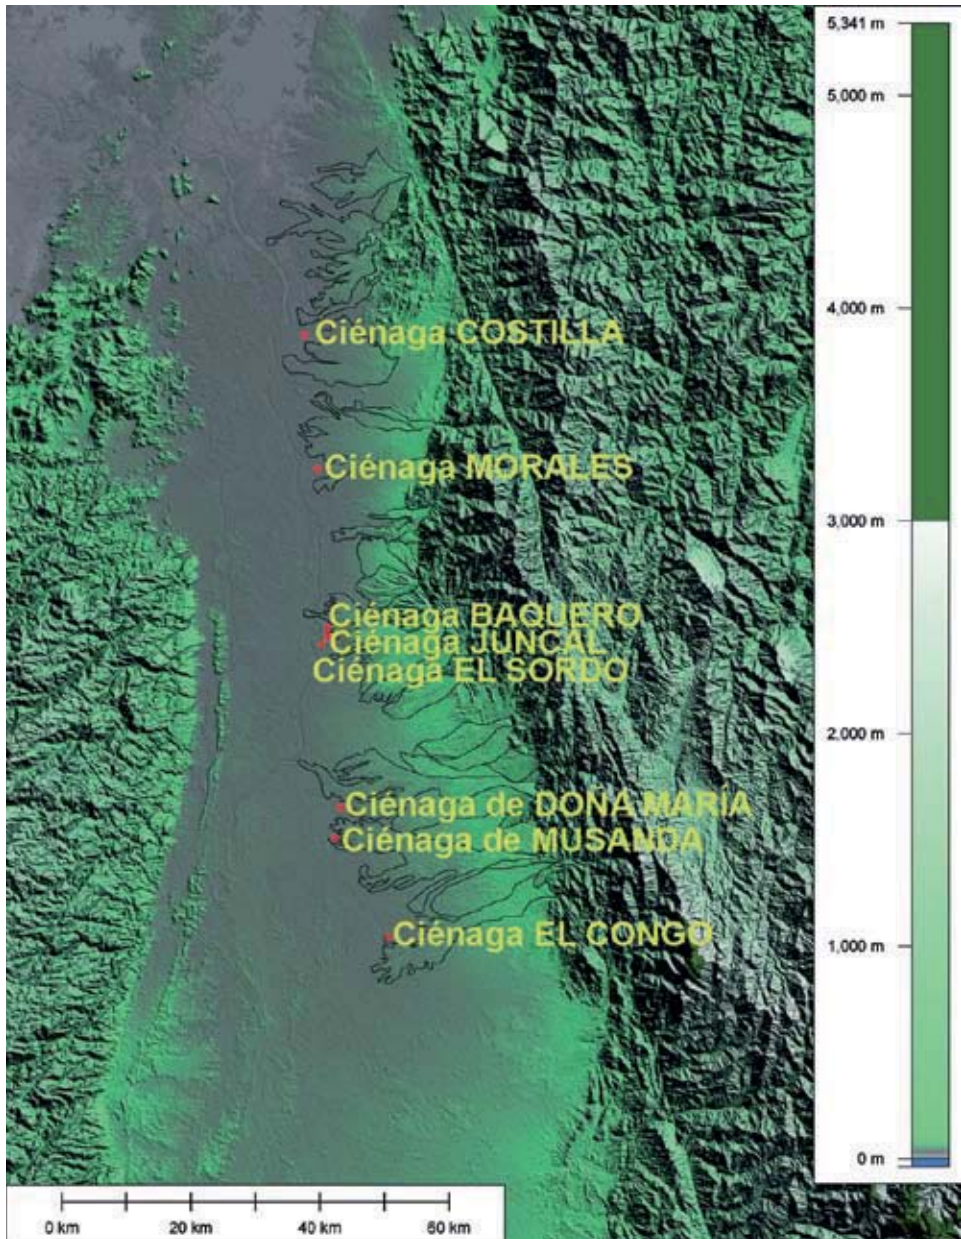 5,341 m
5,000 m
4,000 m
Ciénaga COSTILLA
Ciénaga MORALES
3,000 m
Ciénaga BAQUERO
Ciénaga JUNCAL
Ciénaga EL SORDO
2,000 m
Ciénaga de DOÑA MARÍA
Ciénaga de MUSANDA
Ciénaga EL CONGO
1,000 m
0 m
0 km 20 km 40 km 60 km